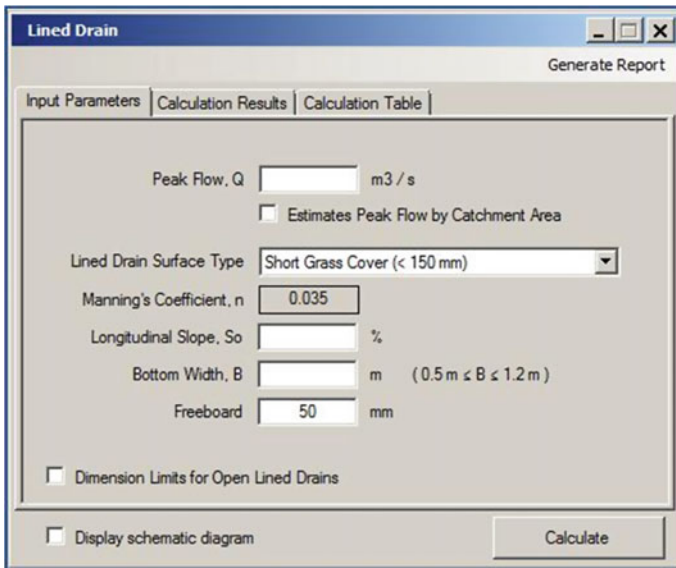 Lined Drain
Generate Report
Input Parameters Calculation Results Calculation Table
Peak Flow, Q m3 / s
Estimates Peak Flow by Catchment Area
Lined Drain Surface Type Short Grass Cover (< 150 mm)
Manning's Coefficient, n 0.035
Longitudinal Slope, So %
Bottom Width, B m ( 0.5 m ≤ B ≤ 1.2 m )
Freeboard 50 mm
Dimension Limits for Open Lined Drains
Display schematic diagram Calculate